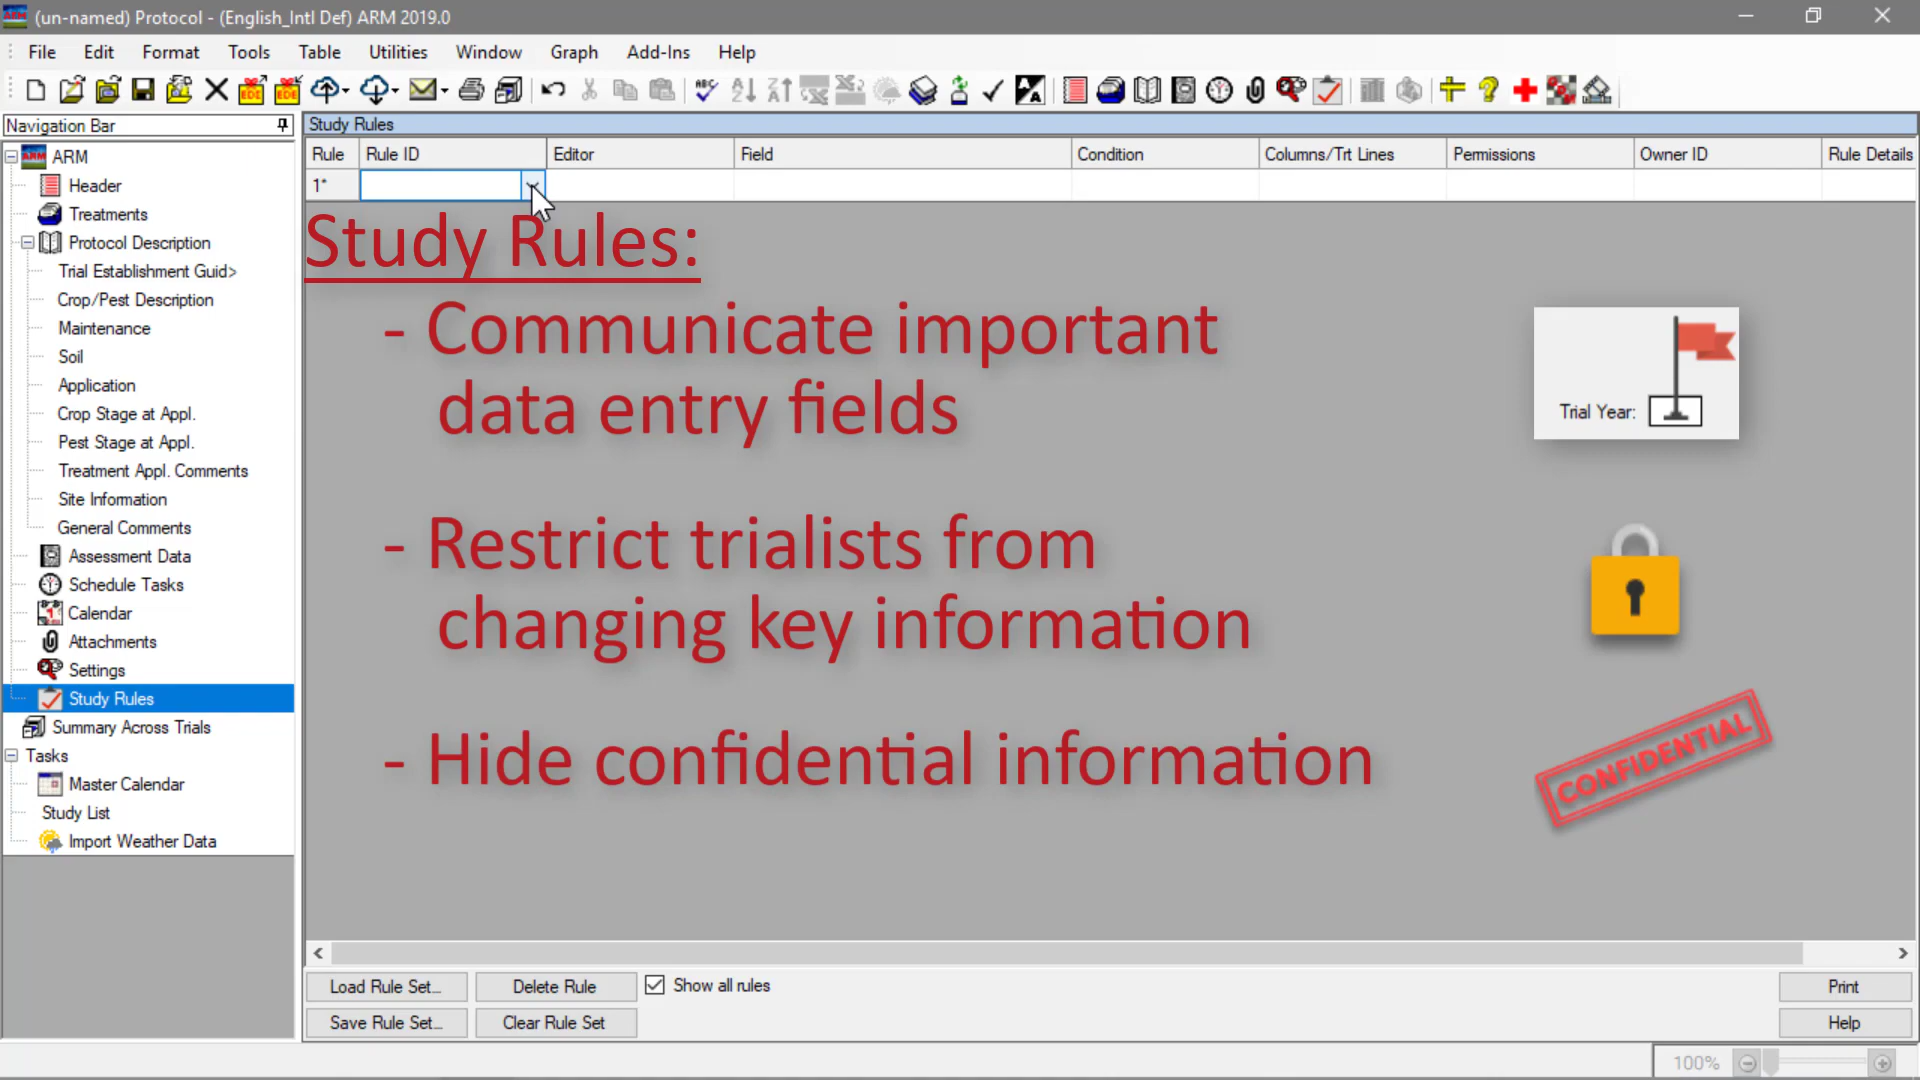 (un-named) Protocol - (English_Intl Def) ARM 2019.0
File Edit Format Tools Table Utilities Window Graph Add-Ins Help
Navigation Bar
ARM
Header
Treatments
Protocol Description
Trial Establishment Guid>
Crop/Pest Description
Maintenance
Soil
Application
Crop Stage at Appl.
Pest Stage at Appl.
Treatment Appl. Comments
Site Information
General Comments
Assessment Data
Schedule Tasks
Calendar
Attachments
Settings
Study Rules
Summary Across Trials
Tasks
Master Calendar
Study List
Import Weather Data
Study Rules
Rule Rule ID Editor Field Condition Columns/Trt Lines Permissions Owner ID Rule Details
1*
Study Rules:
- Communicate important
data entry fields
Trial Year:
- Restrict trialists from
changing key information
- Hide confidential information
CONFIDENTIAL
Load Rule Set... Delete Rule Show all rules Print
Save Rule Set... Clear Rule Set Help
100%